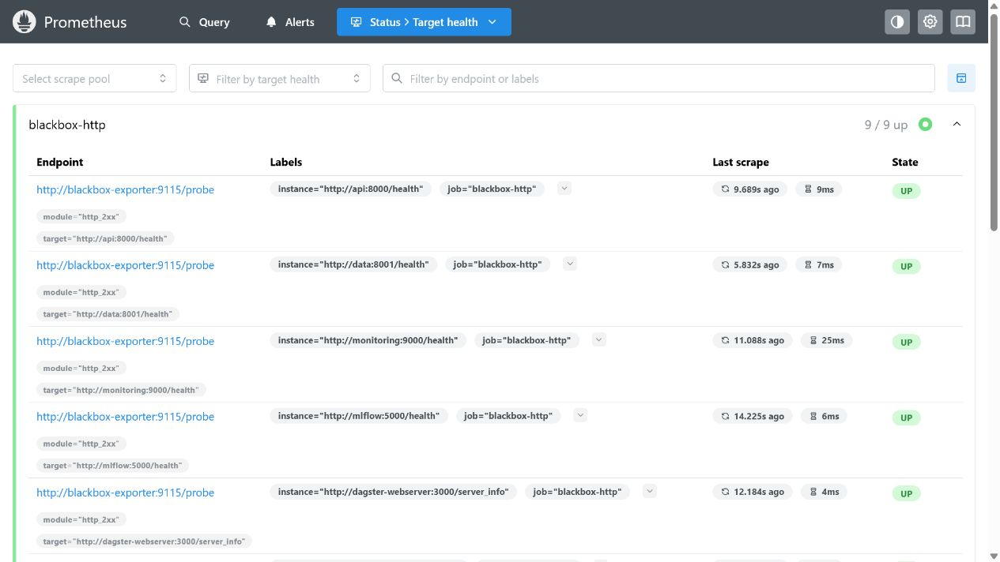 Prometheus Query Alerts Status > Target health
Select scrape pool Filter by target health Filter by endpoint or labels
blackbox-http 9 / 9 up
Endpoint Labels Last scrape State
http://blackbox-exporter:9115/probe instance="http://api:8000/health" job="blackbox-http" 9.689s ago 9ms UP
module="http_2xx"
target="http://api:8000/health"
http://blackbox-exporter:9115/probe instance="http://data:8001/health" job="blackbox-http" 5.832s ago 7ms UP
module="http_2xx"
target="http://data:8001/health"
http://blackbox-exporter:9115/probe instance="http://monitoring:9000/health" job="blackbox-http" 11.088s ago 25ms UP
module="http_2xx"
target="http://monitoring:9000/health"
http://blackbox-exporter:9115/probe instance="http://mlflow:5000/health" job="blackbox-http" 14.225s ago 6ms UP
module="http_2xx"
target="http://mlflow:5000/health"
http://blackbox-exporter:9115/probe instance="http://dagster-webserver:3000/server_info" job="blackbox-http" 12.184s ago 4ms UP
module="http_2xx"
target="http://dagster-webserver:3000/server_info"